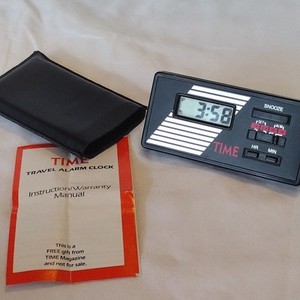 3:58
SNOOZE
TIME
HR MIN
TIME
TRAVEL ALARM CLOCK
Instruction/Warranty
Manual
This is a
FREE gift from
TIME Magazine
and not for sale.